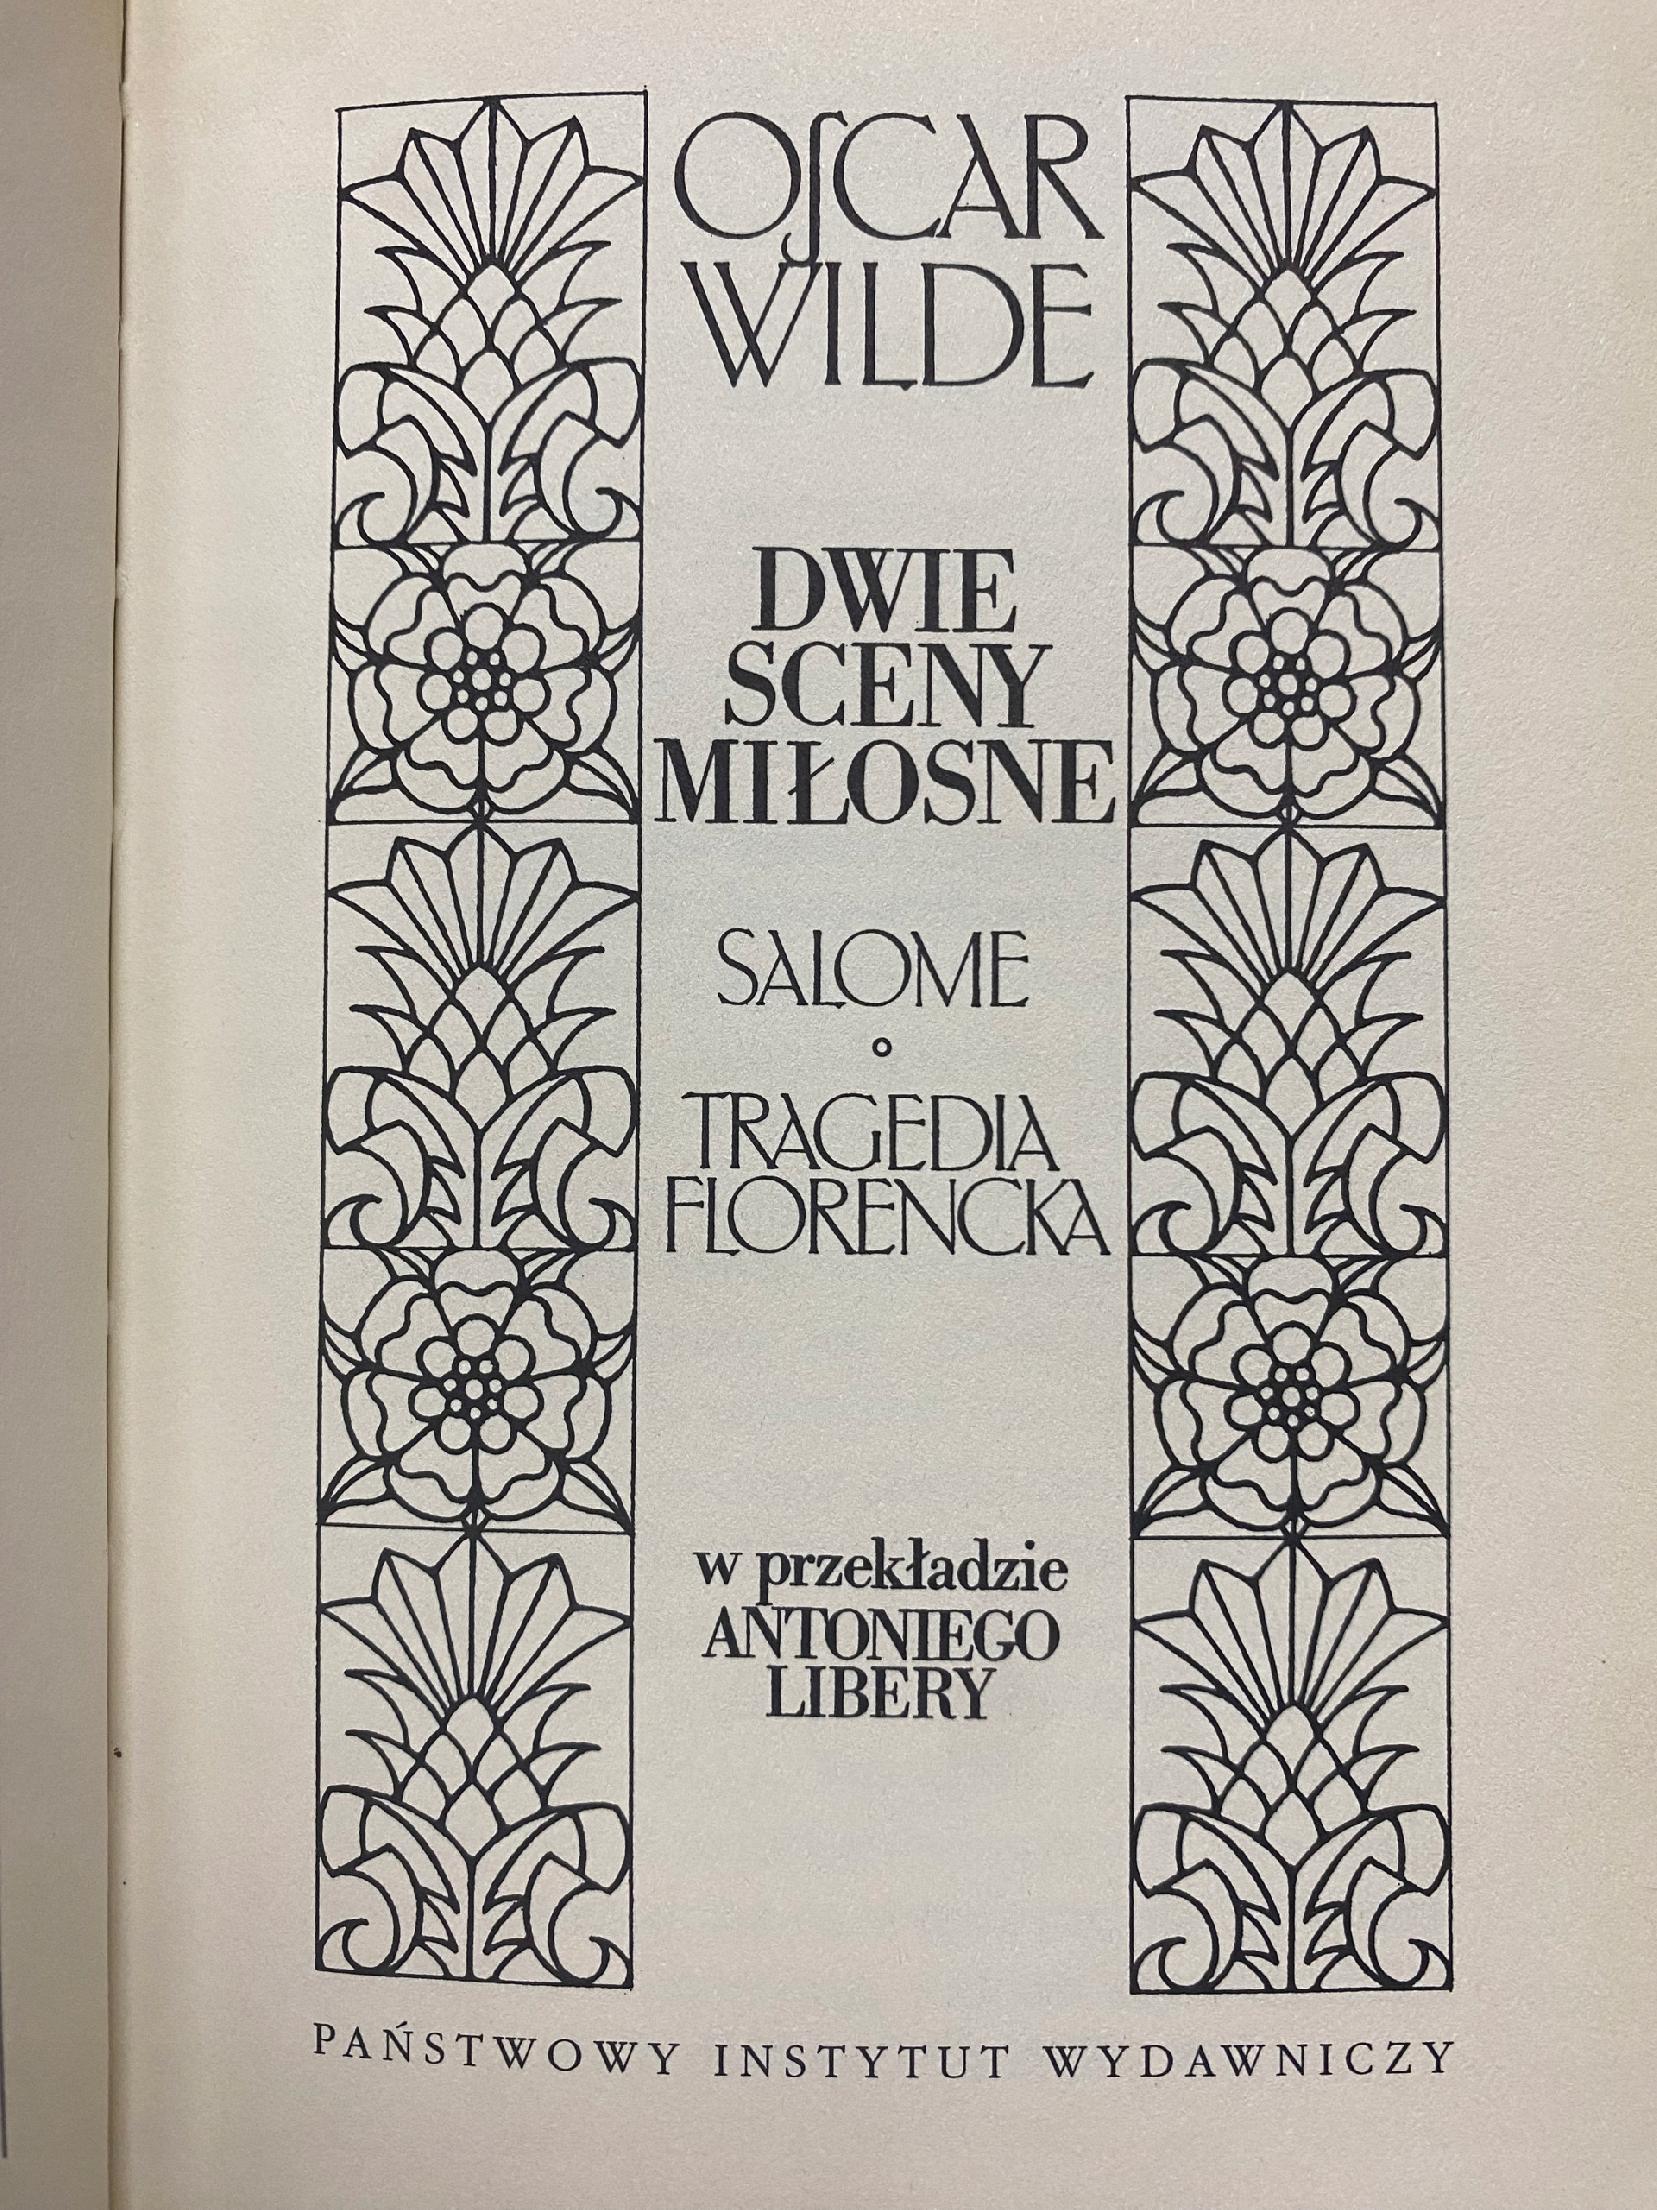 OSCAR
WILDE
DWIE
SCENY
MIŁOSNE
SALOME
TRAGEDIA
FLORENCKA
w przekładzie
ANTONIEGO
LIBERY
PAŃSTWOWY INSTYTUT WYDAWNICZY